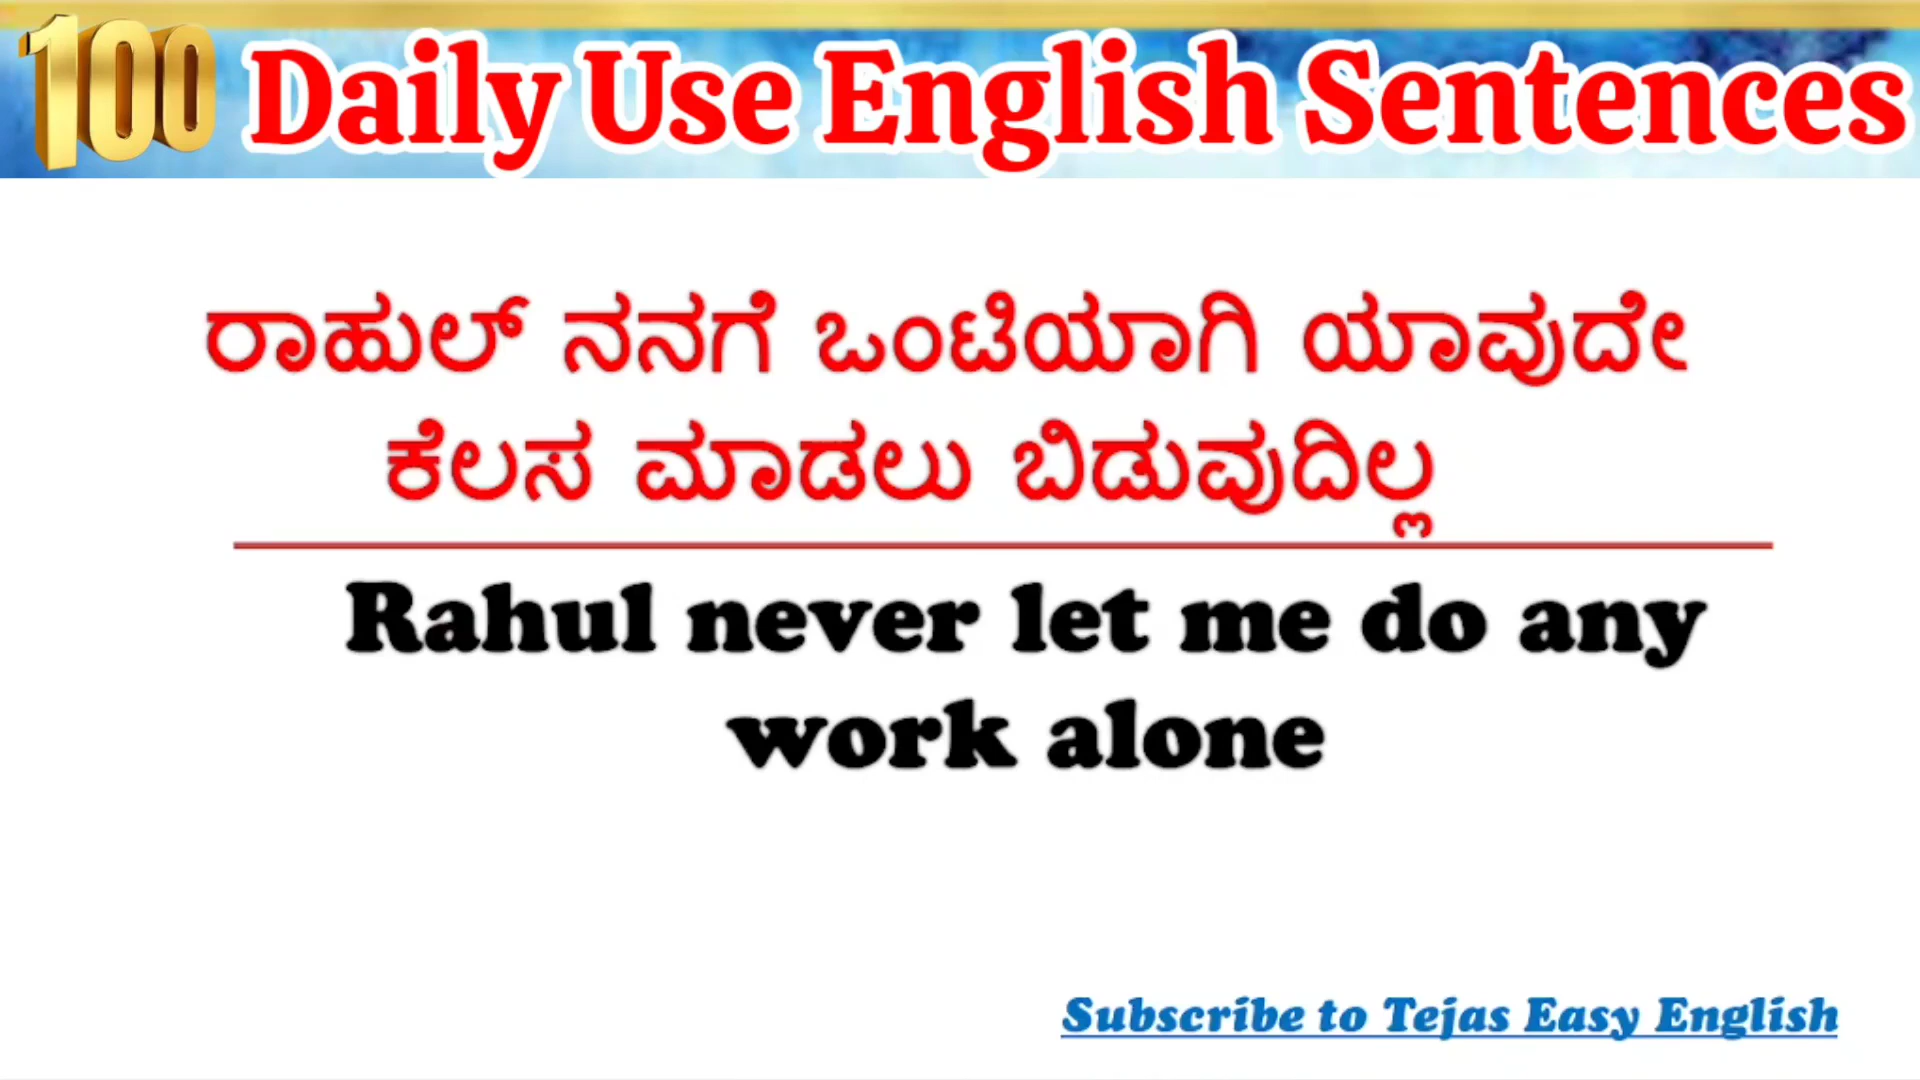 100 Daily Use English Sentences
ರಾಹುಲ್ ನನಗೆ ಒಂಟಿಯಾಗಿ ಯಾವುದೇ
ಕೆಲಸ ಮಾಡಲು ಬಿಡುವುದಿಲ್ಲ
Rahul never let me do any
work alone
Subscribe to Tejas Easy English